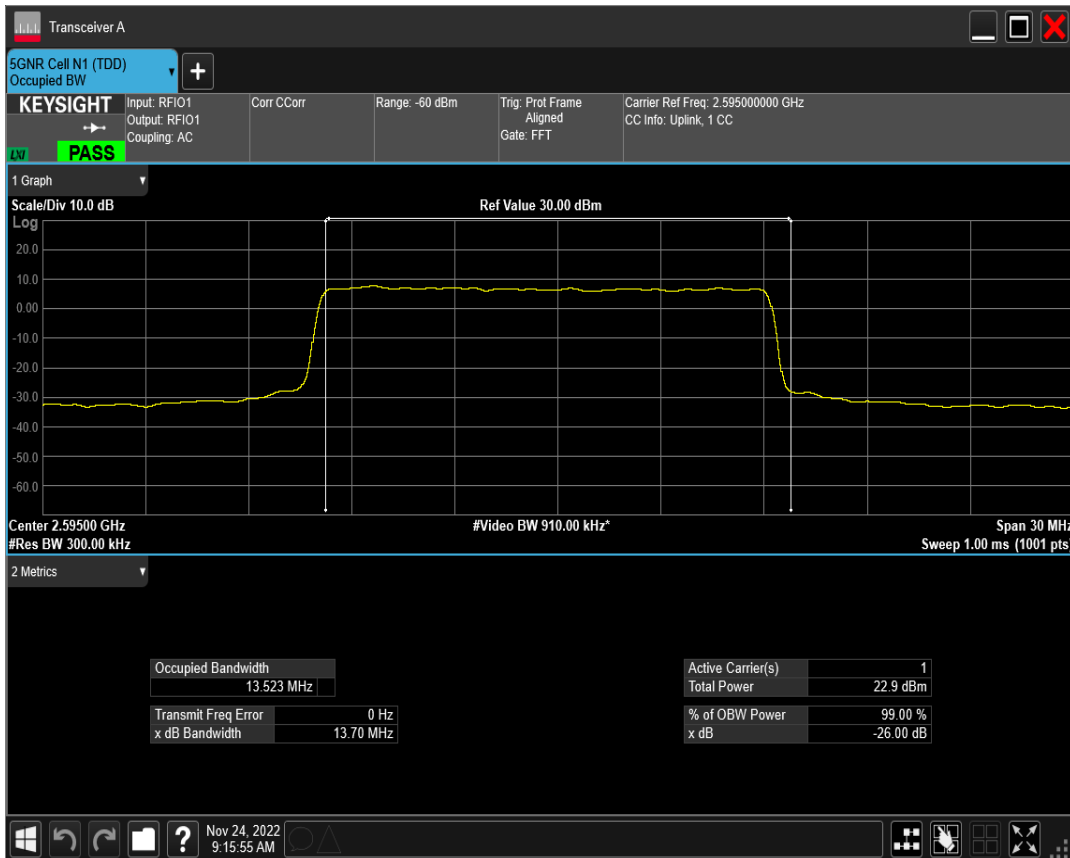 Transceiver A
5GNR Cell N1 (TDD)
Occupied BW
+
KEYSIGHT
LXI
PASS
Input: RFIO1
Output: RFIO1
Coupling: AC
Corr CCorr
Range: -60 dBm
Trig: Prot Frame
Aligned
Gate: FFT
Carrier Ref Freq: 2.595000000 GHz
CC Info: Uplink, 1 CC
1 Graph
Scale/Div 10.0 dB
Ref Value 30.00 dBm
Log
20.0
10.0
0.00
-10.0
-20.0
-30.0
-40.0
-50.0
-60.0
Center 2.59500 GHz
#Video BW 910.00 kHz*
Span 30 MHz
#Res BW 300.00 kHz
Sweep 1.00 ms (1001 pts)
2 Metrics
Occupied Bandwidth
13.523 MHz
Transmit Freq Error 0 Hz
x dB Bandwidth 13.70 MHz
Active Carrier(s) 1
Total Power 22.9 dBm
% of OBW Power 99.00 %
x dB -26.00 dB
?
Nov 24, 2022
9:15:55 AM